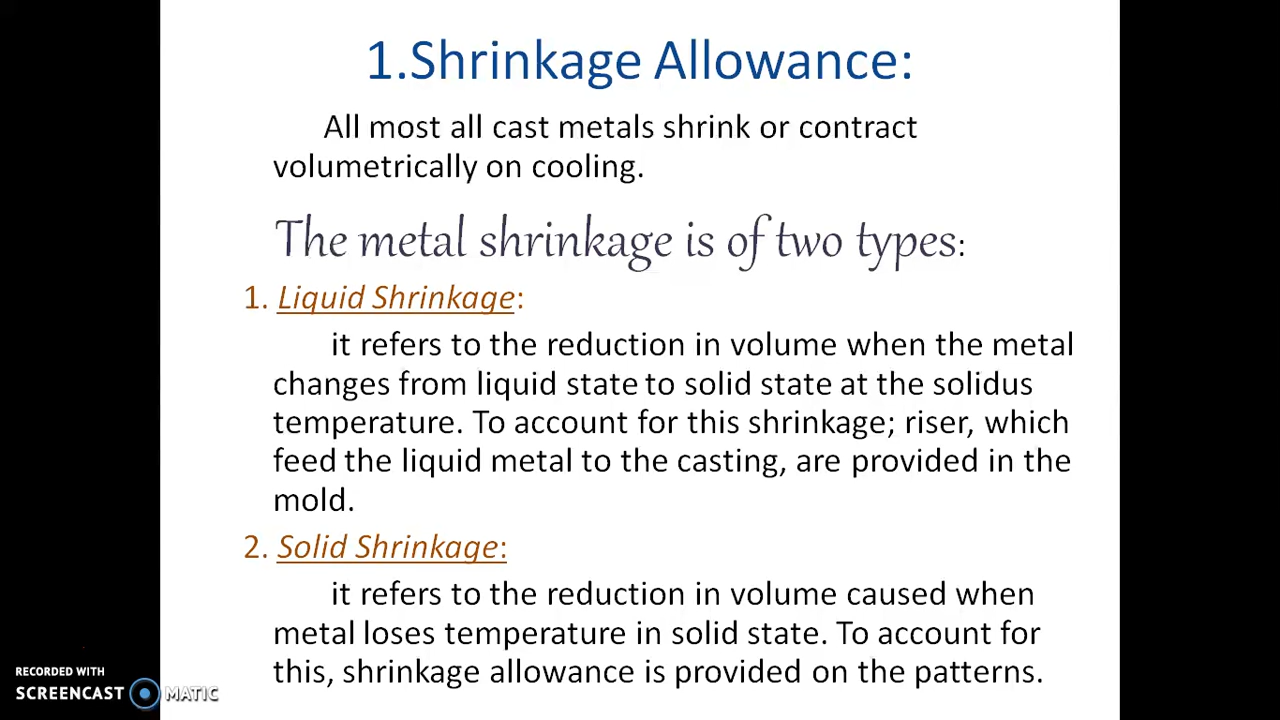 1.Shrinkage Allowance:
All most all cast metals shrink or contract
volumetrically on cooling.
The metal shrinkage is of two types:
1. Liquid Shrinkage:
it refers to the reduction in volume when the metal
changes from liquid state to solid state at the solidus
temperature. To account for this shrinkage; riser, which
feed the liquid metal to the casting, are provided in the
mold.
2. Solid Shrinkage:
it refers to the reduction in volume caused when
metal loses temperature in solid state. To account for
this, shrinkage allowance is provided on the patterns.
RECORDED WITH
SCREENCAST MATIC